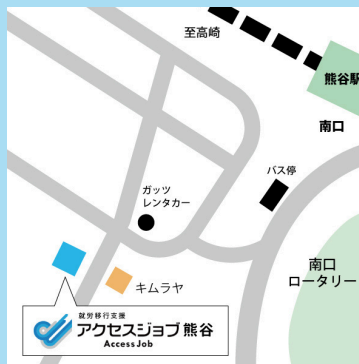 至高崎
熊谷駅
南口
バス停
ガッツ
レンタカー
南口
ロータリー
キムラヤ
就労移行支援
アクセスジョブ 熊谷
Access Job